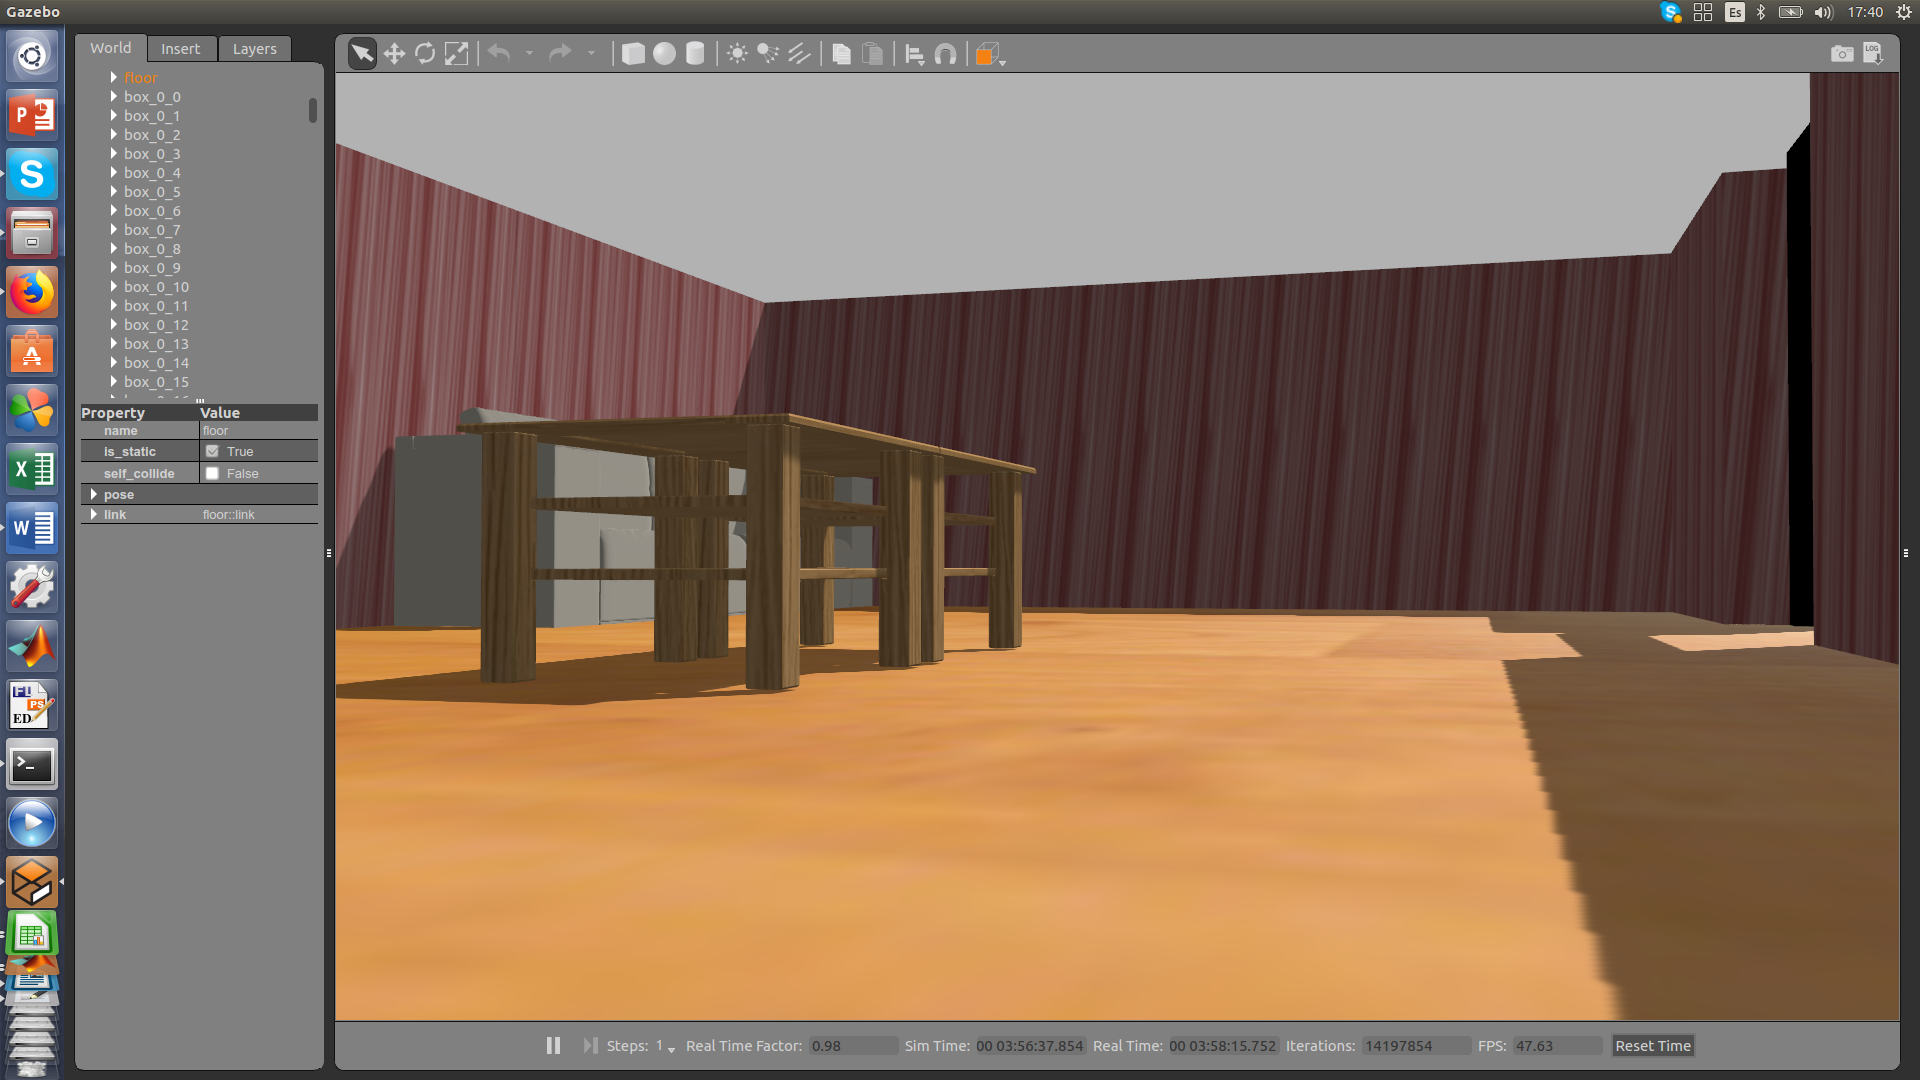 Gazebo
Es
17:40
World Insert Layers
LOG
floor
box_0_0
box_0_1
box_0_2
box_0_3
box_0_4
box_0_5
box_0_6
box_0_7
box_0_8
box_0_9
box_0_10
box_0_11
box_0_12
box_0_13
box_0_14
box_0_15
Property Value
name floor
is_static True
self_collide False
pose
link floor::link
Steps: 1 Real Time Factor: 0.98 Sim Time: 00 03:56:37.854 Real Time: 00 03:58:15.752 Iterations: 14197854 FPS: 47.63 Reset Time